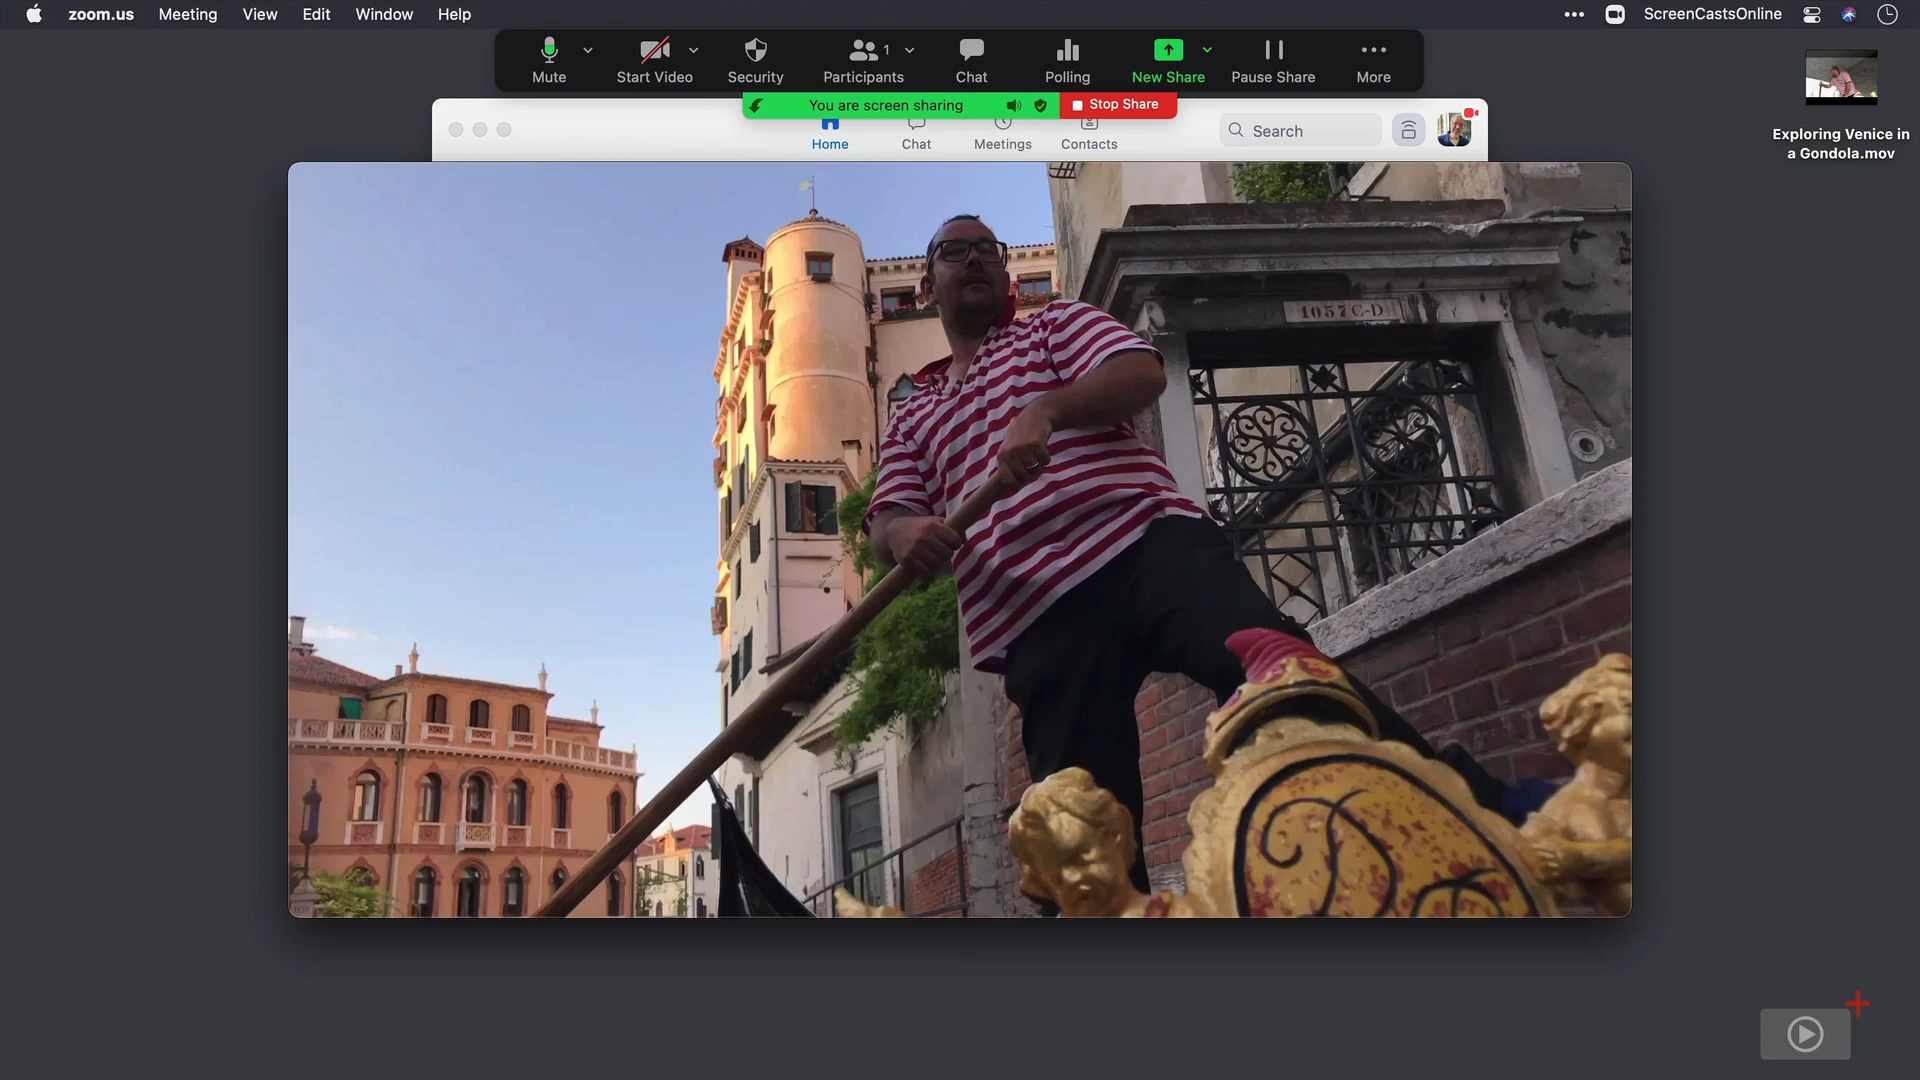 zoom.us Meeting View Edit Window Help ScreenCastsOnline
Mute Start Video Security Participants 1 Chat Polling New Share Pause Share More
You are screen sharing Stop Share
Home Chat Meetings Contacts Search
Exploring Venice in
a Gondola.mov
1057 C-D